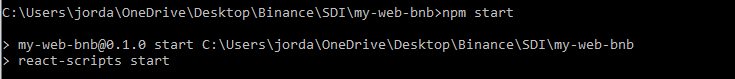 C:\Users\jorda\OneDrive\Desktop\Binance\SDI\my-web-bnb>npm start
> my-web-bnb@0.1.0 start C:\Users\jorda\OneDrive\Desktop\Binance\SDI\my-web-bnb
> react-scripts start